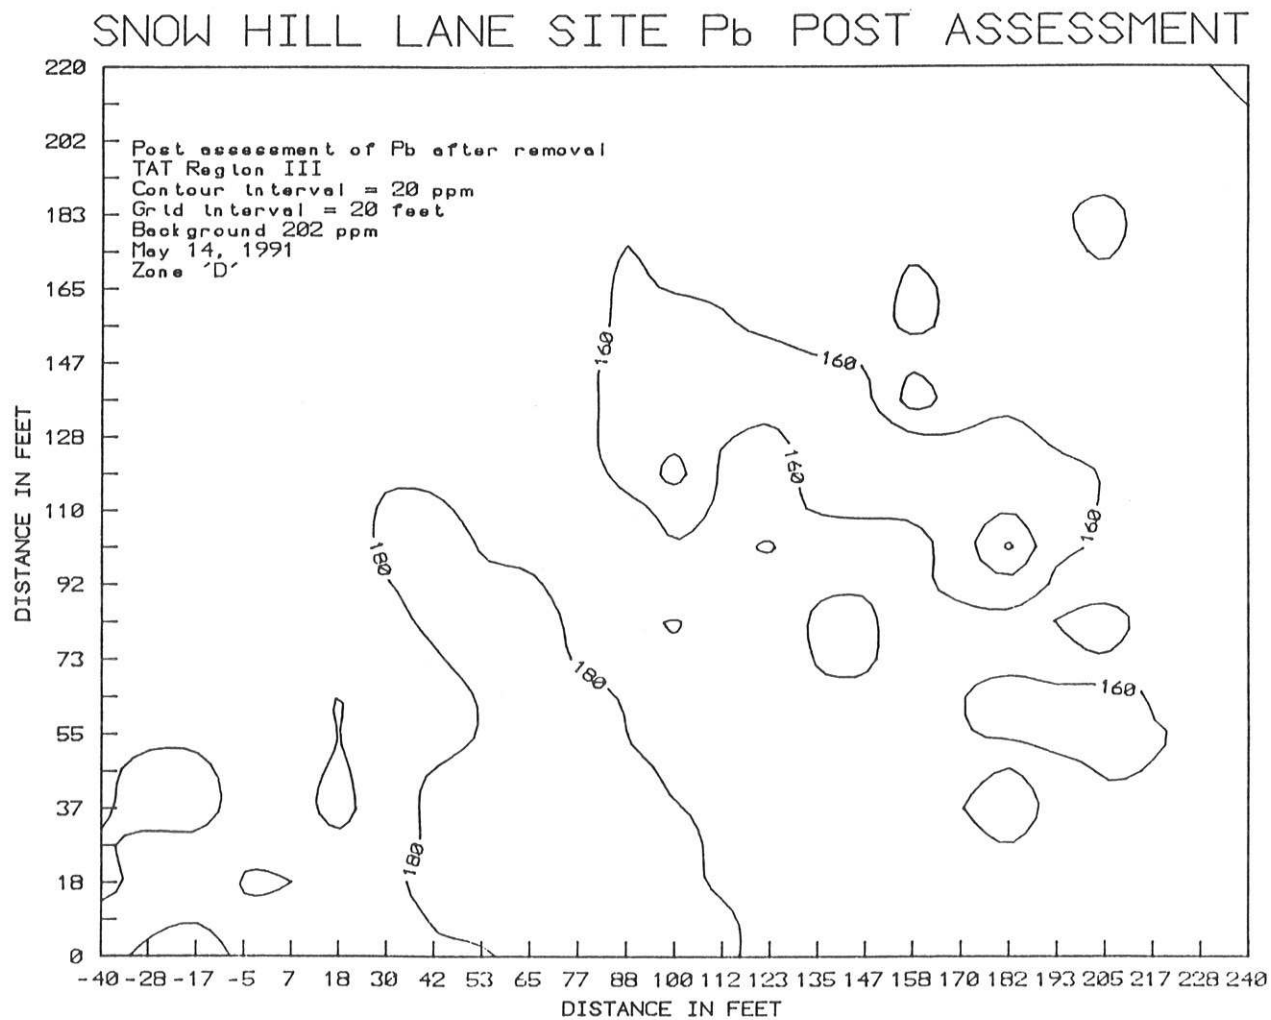 SNOW HILL LANE SITE Pb POST ASSESSMENT
220
202
183
165
147
128
110
92
73
55
37
18
0
DISTANCE IN FEET
Post assessment of Pb after removal
TAT Region III
Contour interval = 20 ppm
Grid interval = 20 feet
Background 202 ppm
May 14, 1991
Zone 'D'
160
160
160
160
180
180
160
180
-40 -28 -17 -5 7 18 30 42 53 65 77 88 100 112 123 135 147 158 170 182 193 205 217 228 240
DISTANCE IN FEET